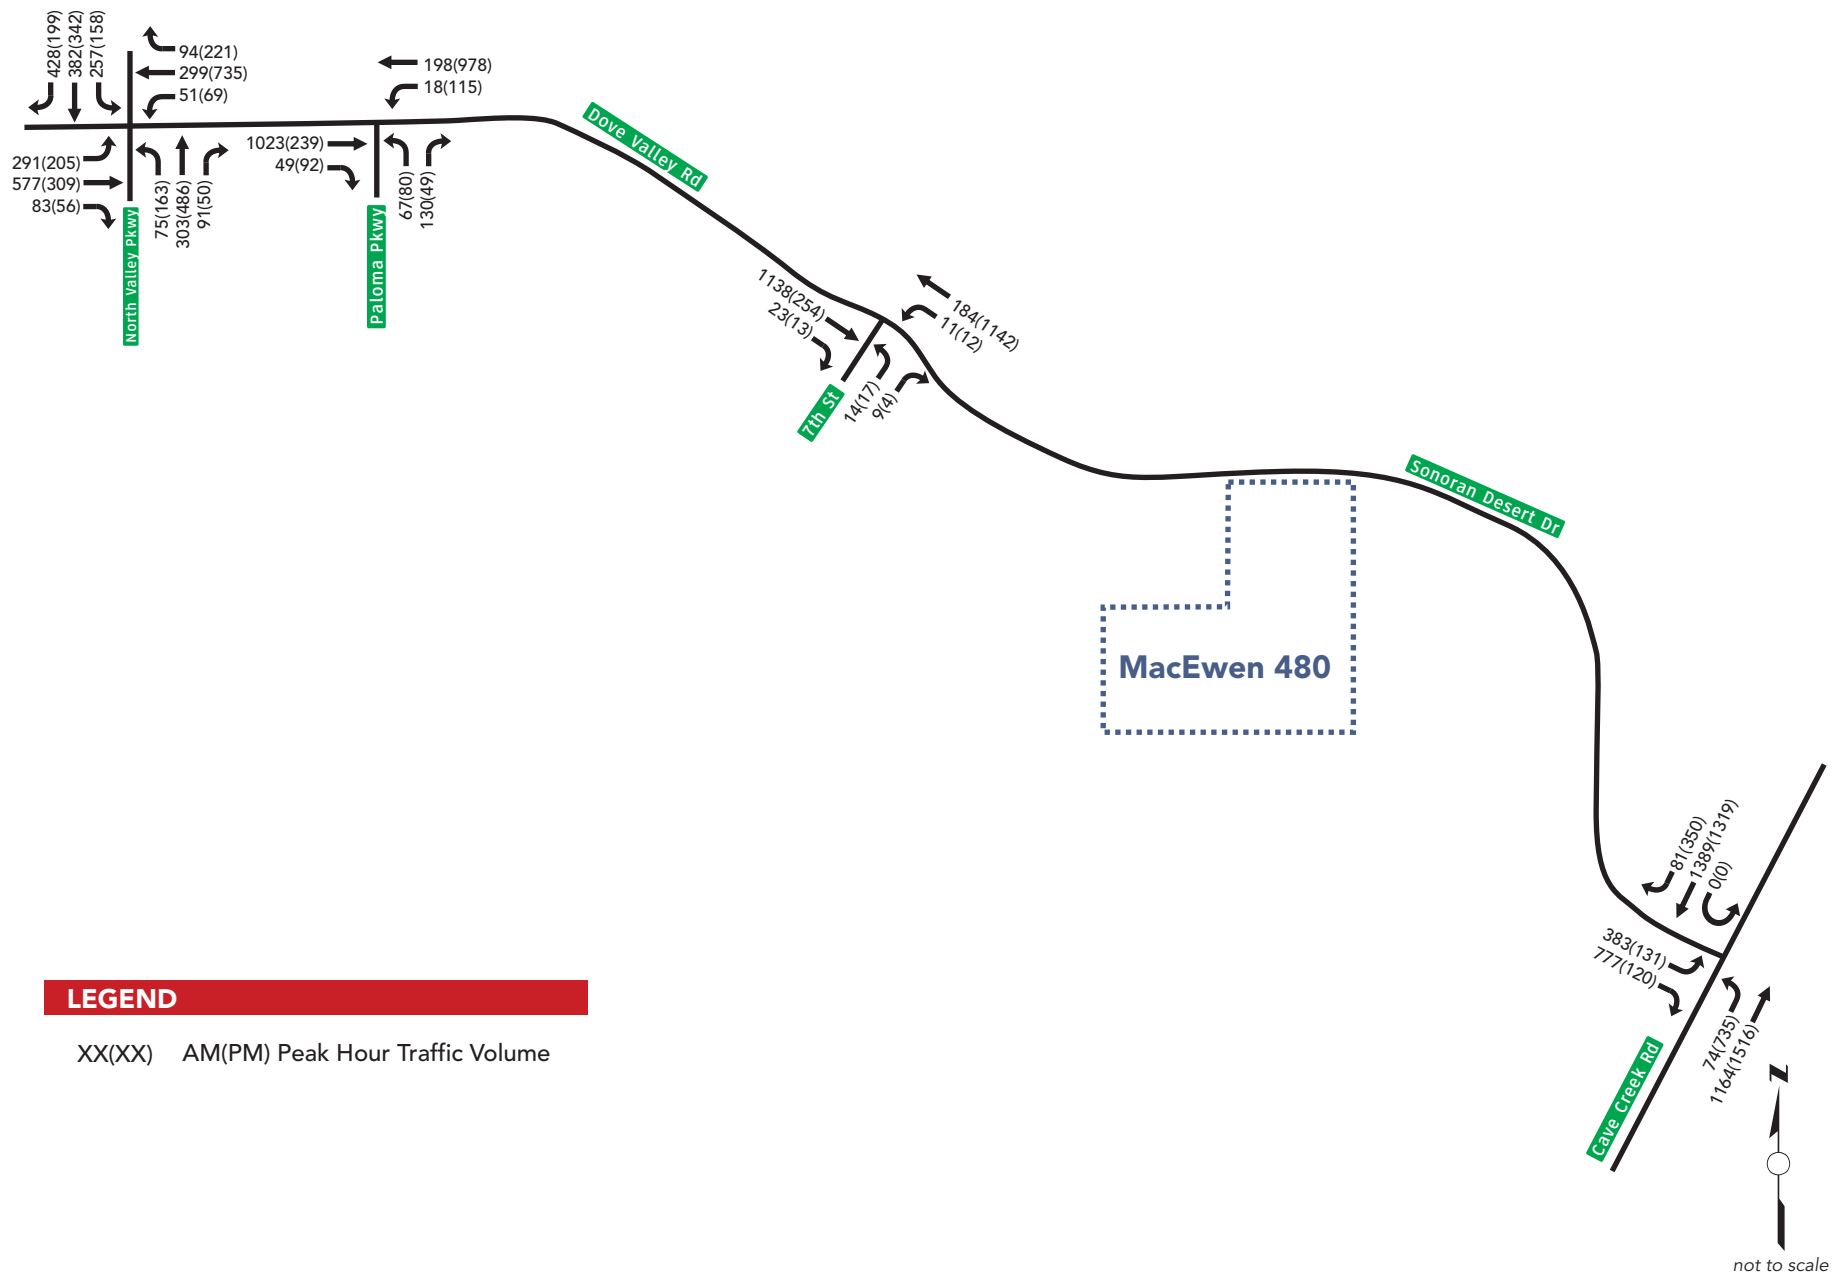 428(199)
382(342)
257(158)
94(221)
299(735)
51(69)
291(205)
577(309)
83(56)
75(163)
303(486)
91(50)
North Valley Pkwy
198(978)
18(115)
1023(239)
49(92)
67(80)
130(49)
Paloma Pkwy
Dove Valley Rd
1138(254)
23(13)
184(1142)
11(12)
14(17)
9(4)
7th St
Sonoran Desert Dr
MacEwen 480
81(350)
1389(1319)
0(0)
383(131)
777(120)
74(735)
1164(1516)
Cave Creek Rd
LEGEND
XX(XX) AM(PM) Peak Hour Traffic Volume
N
not to scale